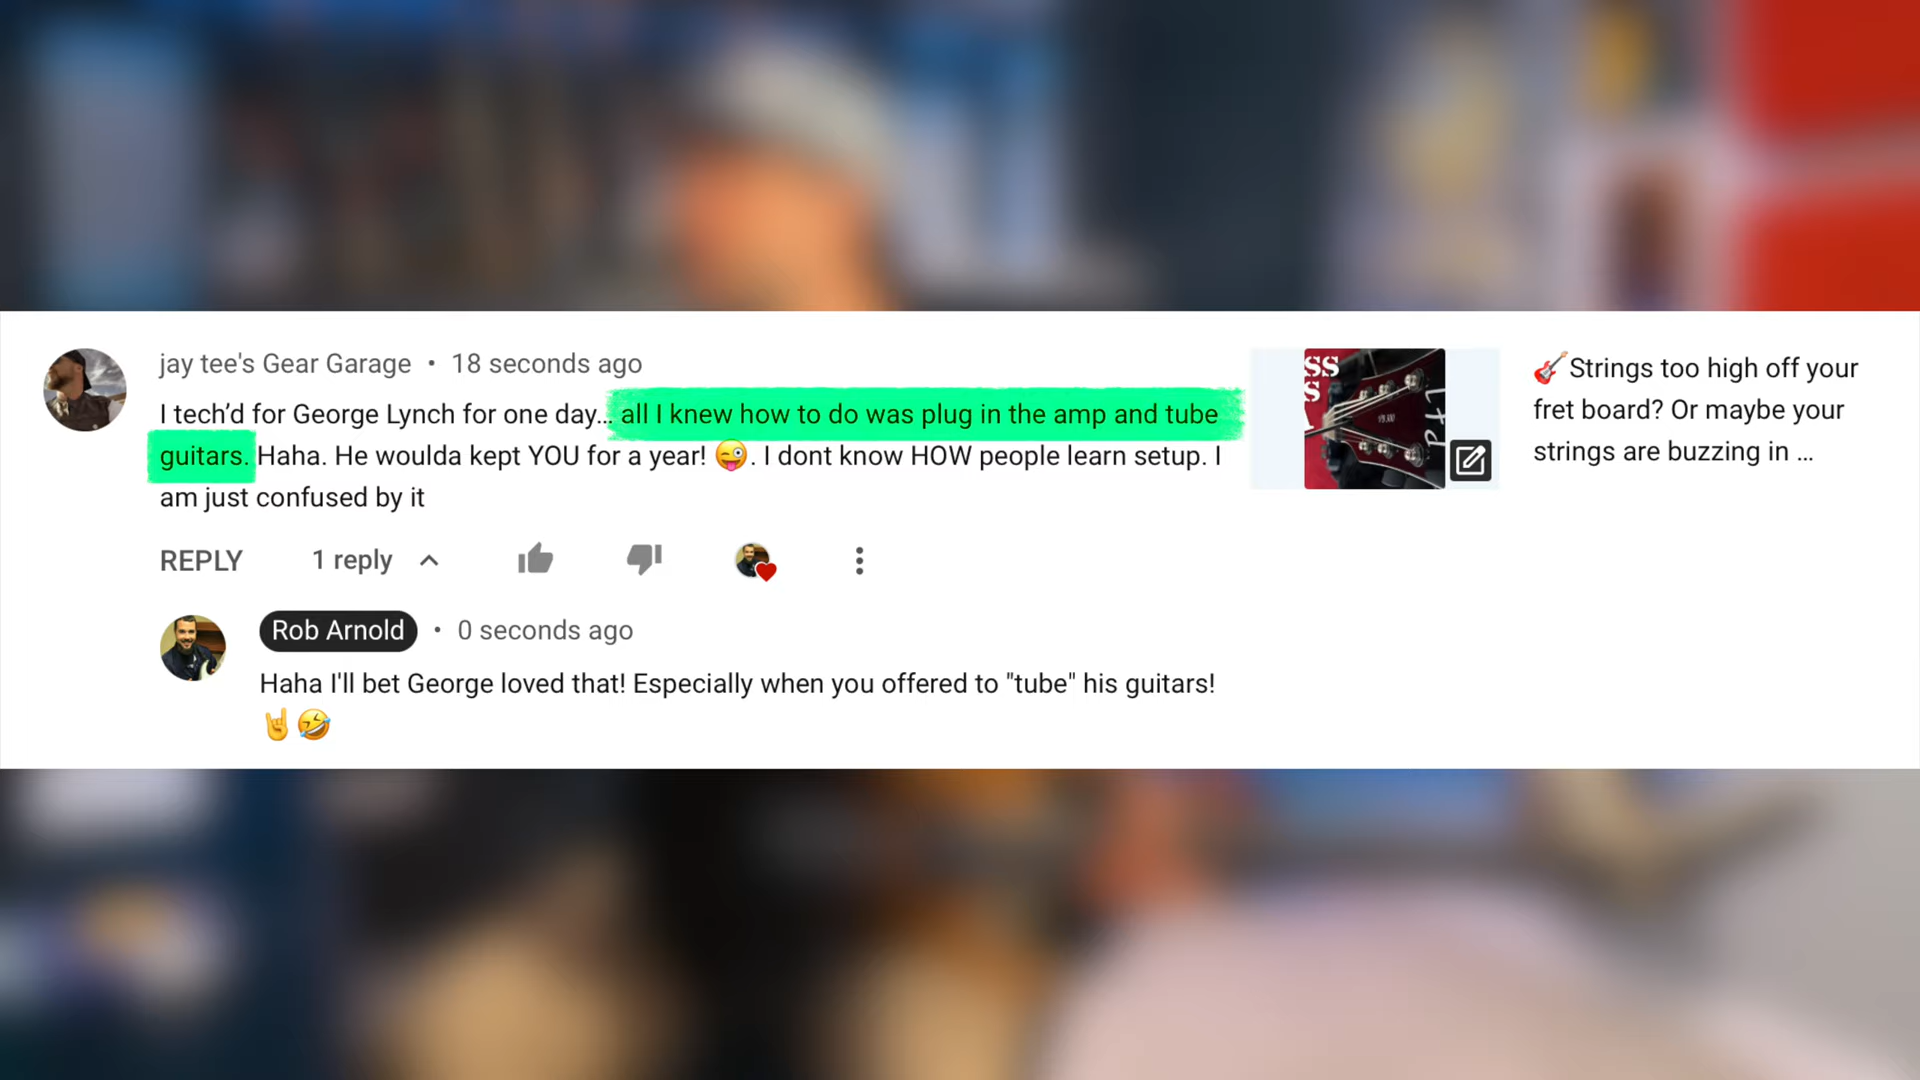 jay tee's Gear Garage • 18 seconds ago
I tech’d for George Lynch for one day... all I knew how to do was plug in the amp and tube
guitars. Haha. He woulda kept YOU for a year! 😜. I dont know HOW people learn setup. I
am just confused by it
SS
S
LTD
🎸Strings too high off your
fret board? Or maybe your
strings are buzzing in ...
REPLY 1 reply
Rob Arnold • 0 seconds ago
Haha I'll bet George loved that! Especially when you offered to "tube" his guitars!
🤘🤣